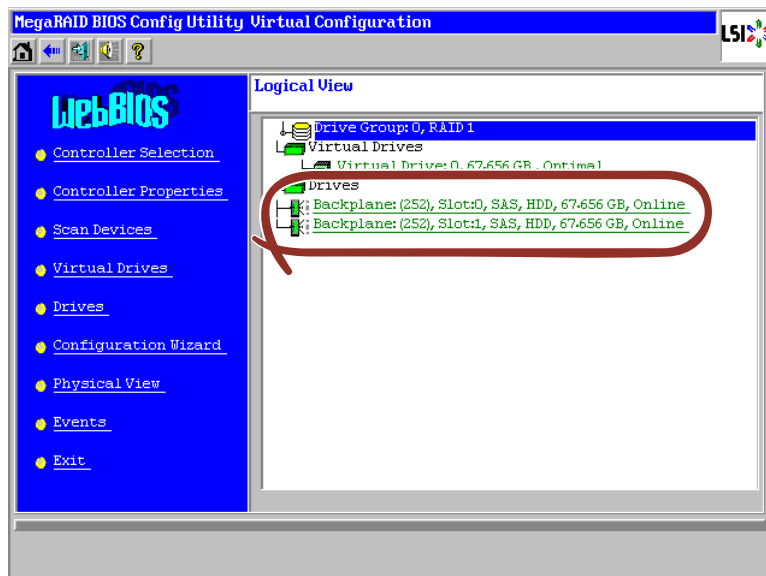 MegaRAID BIOS Config Utility Virtual Configuration
LSI
WebBIOS
Controller Selection
Controller Properties
Scan Devices
Virtual Drives
Drives
Configuration Wizard
Physical View
Events
Exit
Logical View
Drive Group: 0, RAID 1
Virtual Drives
Virtual Drive: 0, 67.656 GB, Optimal
Drives
Backplane: (252), Slot:0, SAS, HDD, 67.656 GB, Online
Backplane: (252), Slot:1, SAS, HDD, 67.656 GB, Online